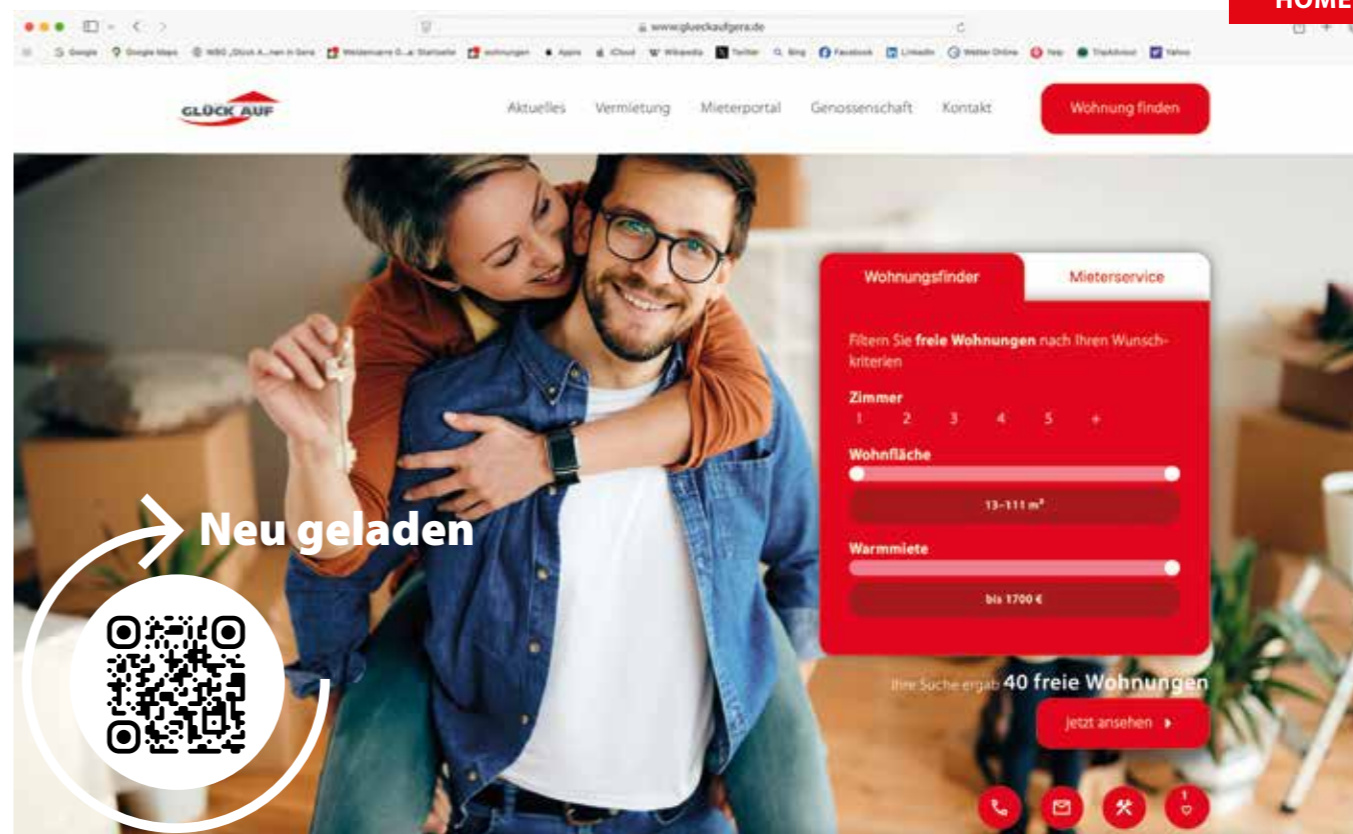 HOME
www.glueckaufgera.de
Google
Google Maps
Apple
iCloud
Wikipedia
Twitter
Bing
Facebook
LinkedIn
Wetter Online
Yelp
TripAdvisor
Yahoo
GLÜCK AUF
Aktuelles
Vermietung
Mieterportal
Genossenschaft
Kontakt
Wohnung finden
Wohnungsfinder
Mieterservice
Filtern Sie freie Wohnungen nach Ihren Wunsch-
kriterien
Zimmer
1 2 3 4 5 +
Wohnfläche
13–111 m²
Warmmiete
bis 1700 €
Neu geladen
Ihre Suche ergab 40 freie Wohnungen
Jetzt ansehen
1